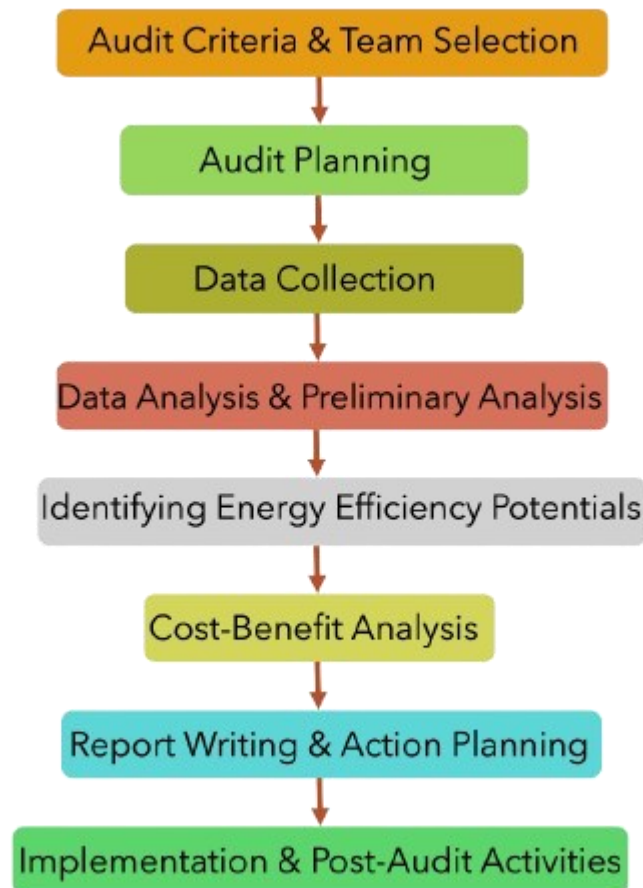 Audit Criteria & Team Selection
Audit Planning
Data Collection
Data Analysis & Preliminary Analysis
Identifying Energy Efficiency Potentials
Cost-Benefit Analysis
Report Writing & Action Planning
Implementation & Post-Audit Activities